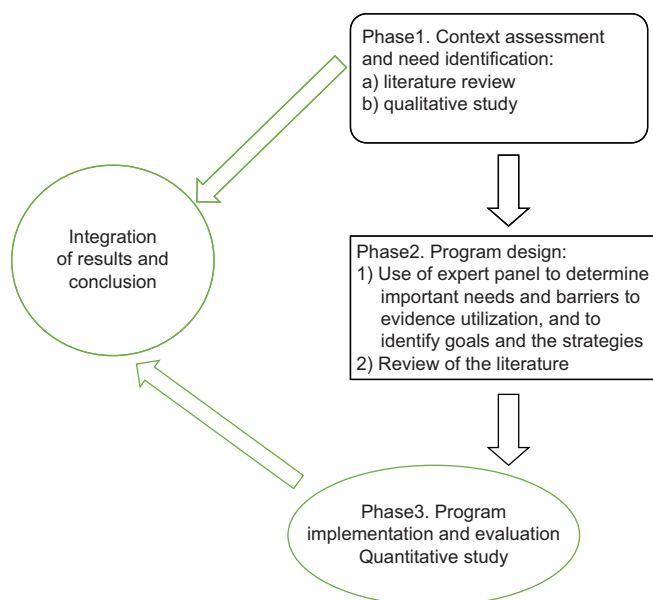 Phase1. Context assessment
and need identification:
a) literature review
b) qualitative study
Integration
of results and
conclusion
Phase2. Program design:
1) Use of expert panel to determine
important needs and barriers to
evidence utilization, and to
identify goals and the strategies
2) Review of the literature
Phase3. Program
implementation and evaluation
Quantitative study